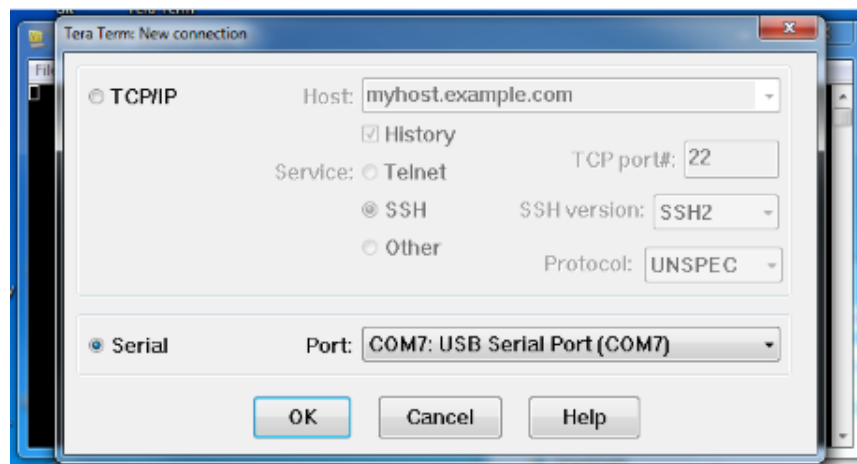 Tera Term: New connection
File
TCP/IP
Host: myhost.example.com
History
Service: Telnet
TCP port#: 22
SSH
SSH version: SSH2
Other
Protocol: UNSPEC
Serial
Port: COM7: USB Serial Port (COM7)
OK Cancel Help